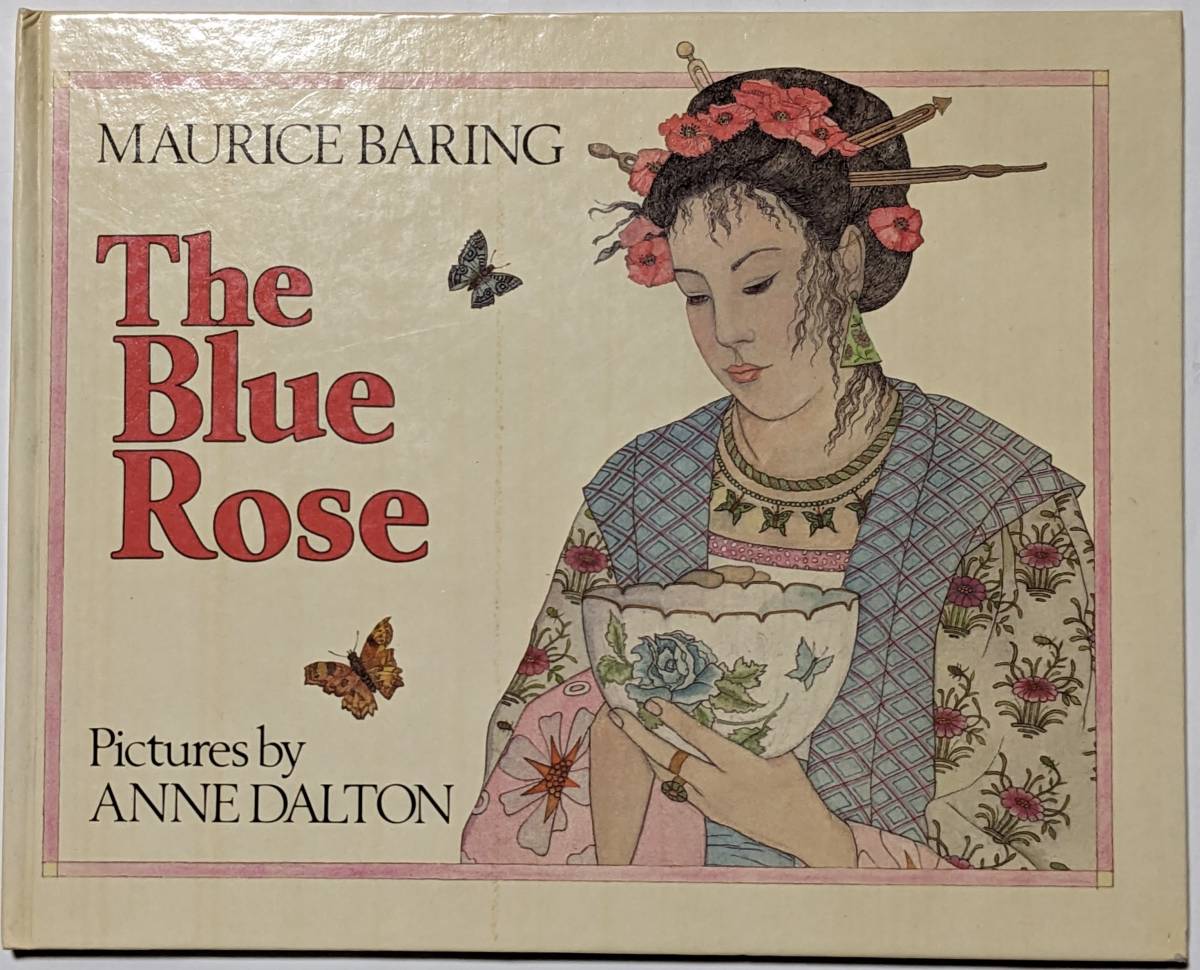 MAURICE BARING
The
Blue
Rose
Pictures by
ANNE DALTON